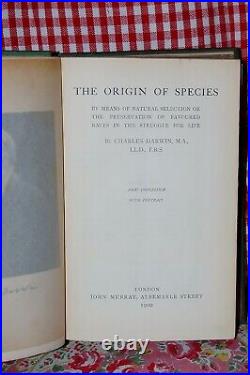 THE ORIGIN OF SPECIES
BY MEANS OF NATURAL SELECTION OR
THE PRESERVATION OF FAVOURED
RACES IN THE STRUGGLE FOR LIFE
By CHARLES DARWIN, M.A.,
LL.D., F.R.S.
WITH PORTRAIT
LONDON
JOHN MURRAY, ALBEMARLE STREET